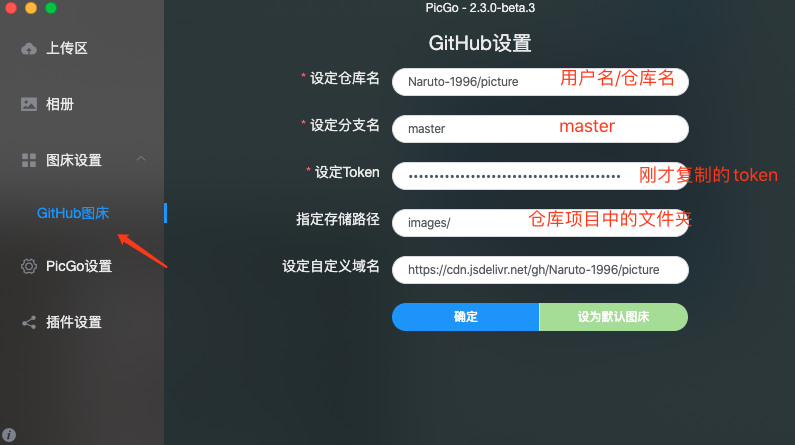 PicGo - 2.3.0-beta.3
上传区
相册
图床设置
GitHub图床
PicGo设置
插件设置
GitHub设置
* 设定仓库名 Naruto-1996/picture 用户名/仓库名
* 设定分支名 master master
* 设定Token •••••••••••••••••••••••••••••••••••••••• 刚才复制的 token
指定存储路径 images/ 仓库项目中的文件夹
设定自定义域名 https://cdn.jsdelivr.net/gh/Naruto-1996/picture
确定 设为默认图床